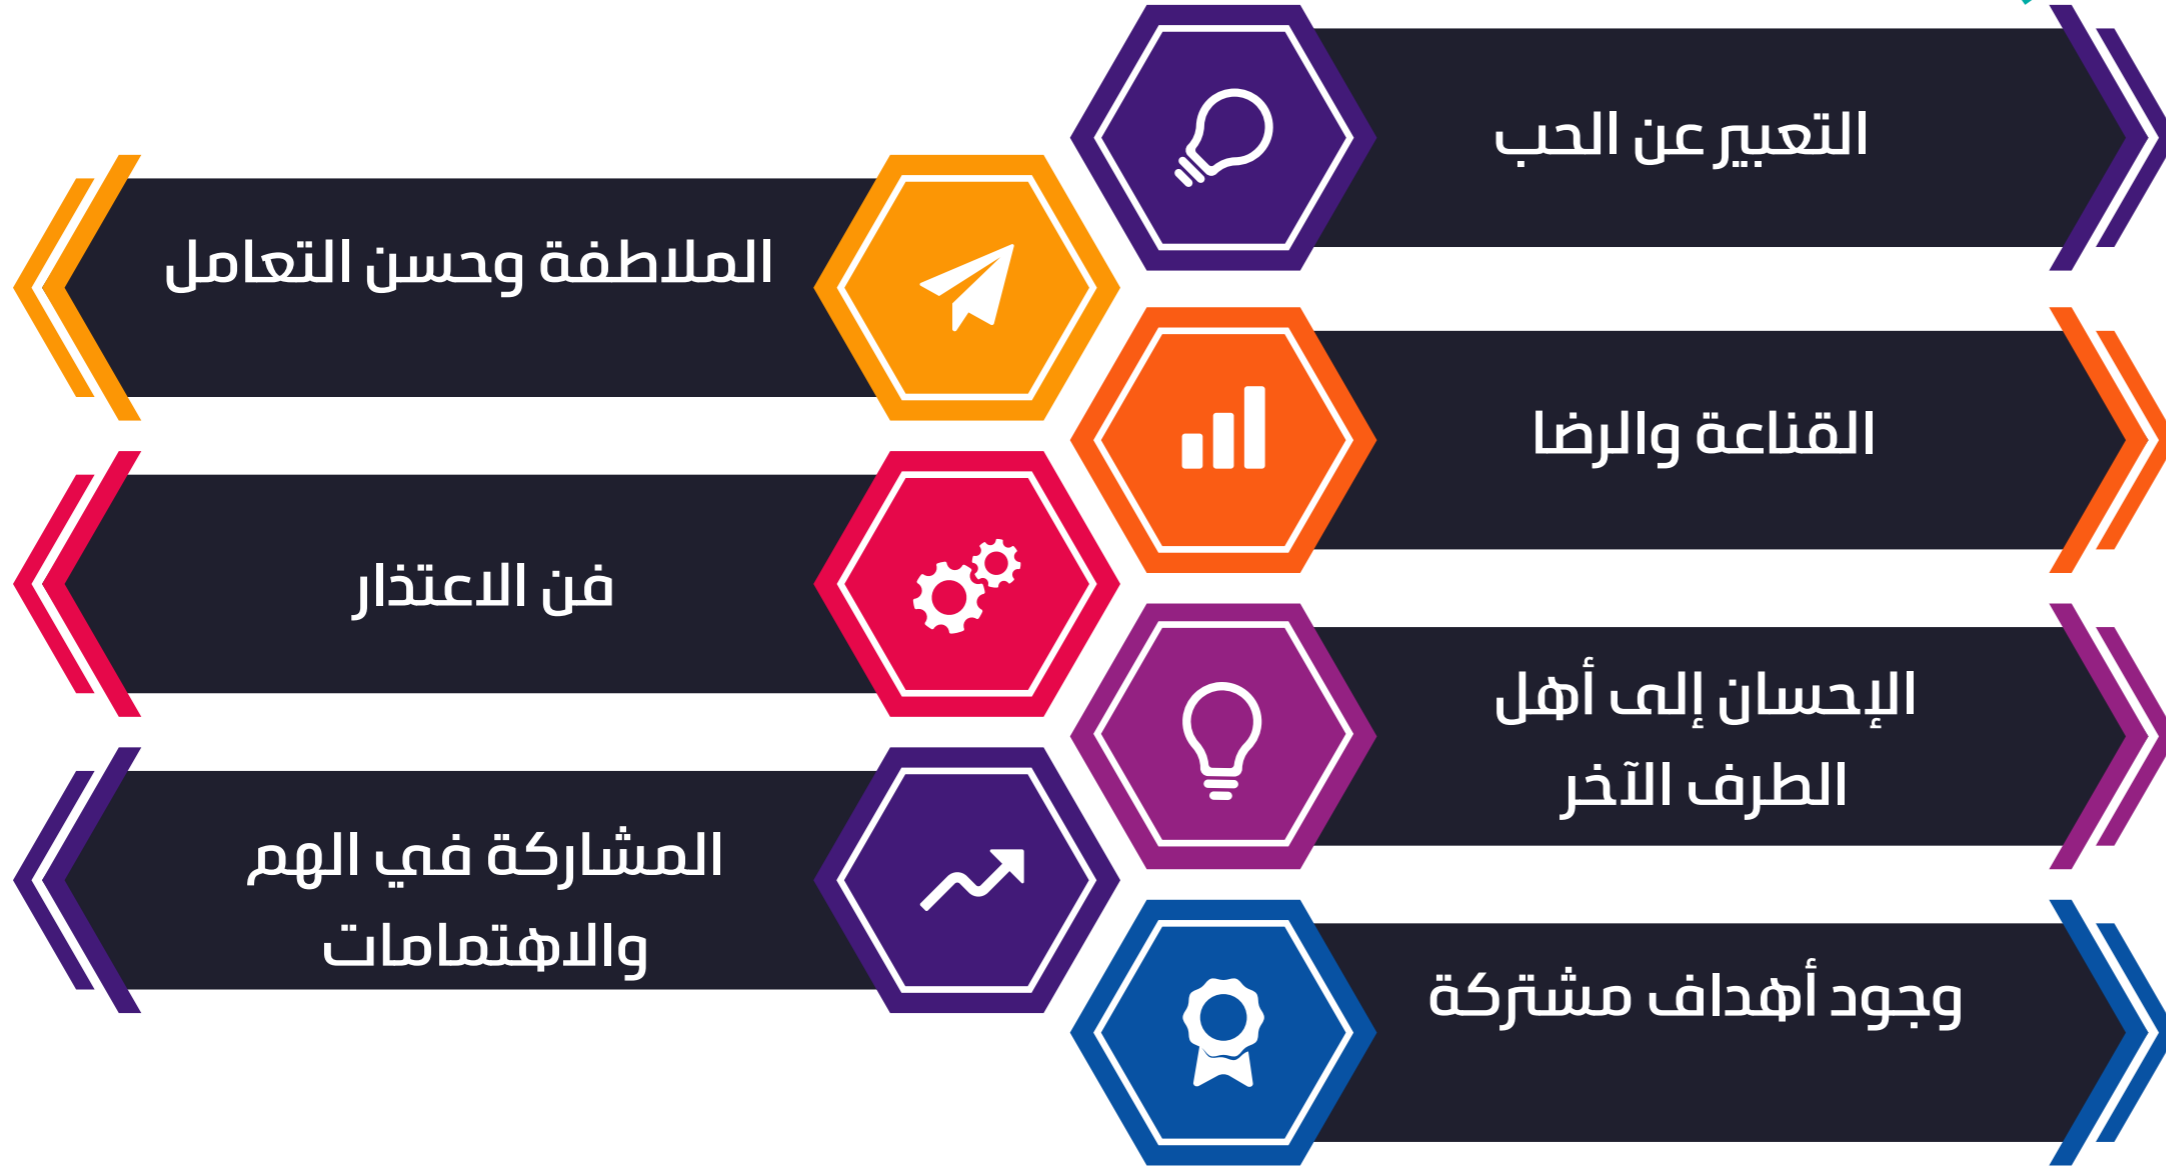 التعبير عن الحب
الملاطفة وحسن التعامل
القناعة والرضا
فن الاعتذار
الإحسان إلى أهل
الطرف الآخر
المشاركة في الهم
والاهتمامات
وجود أهداف مشتركة